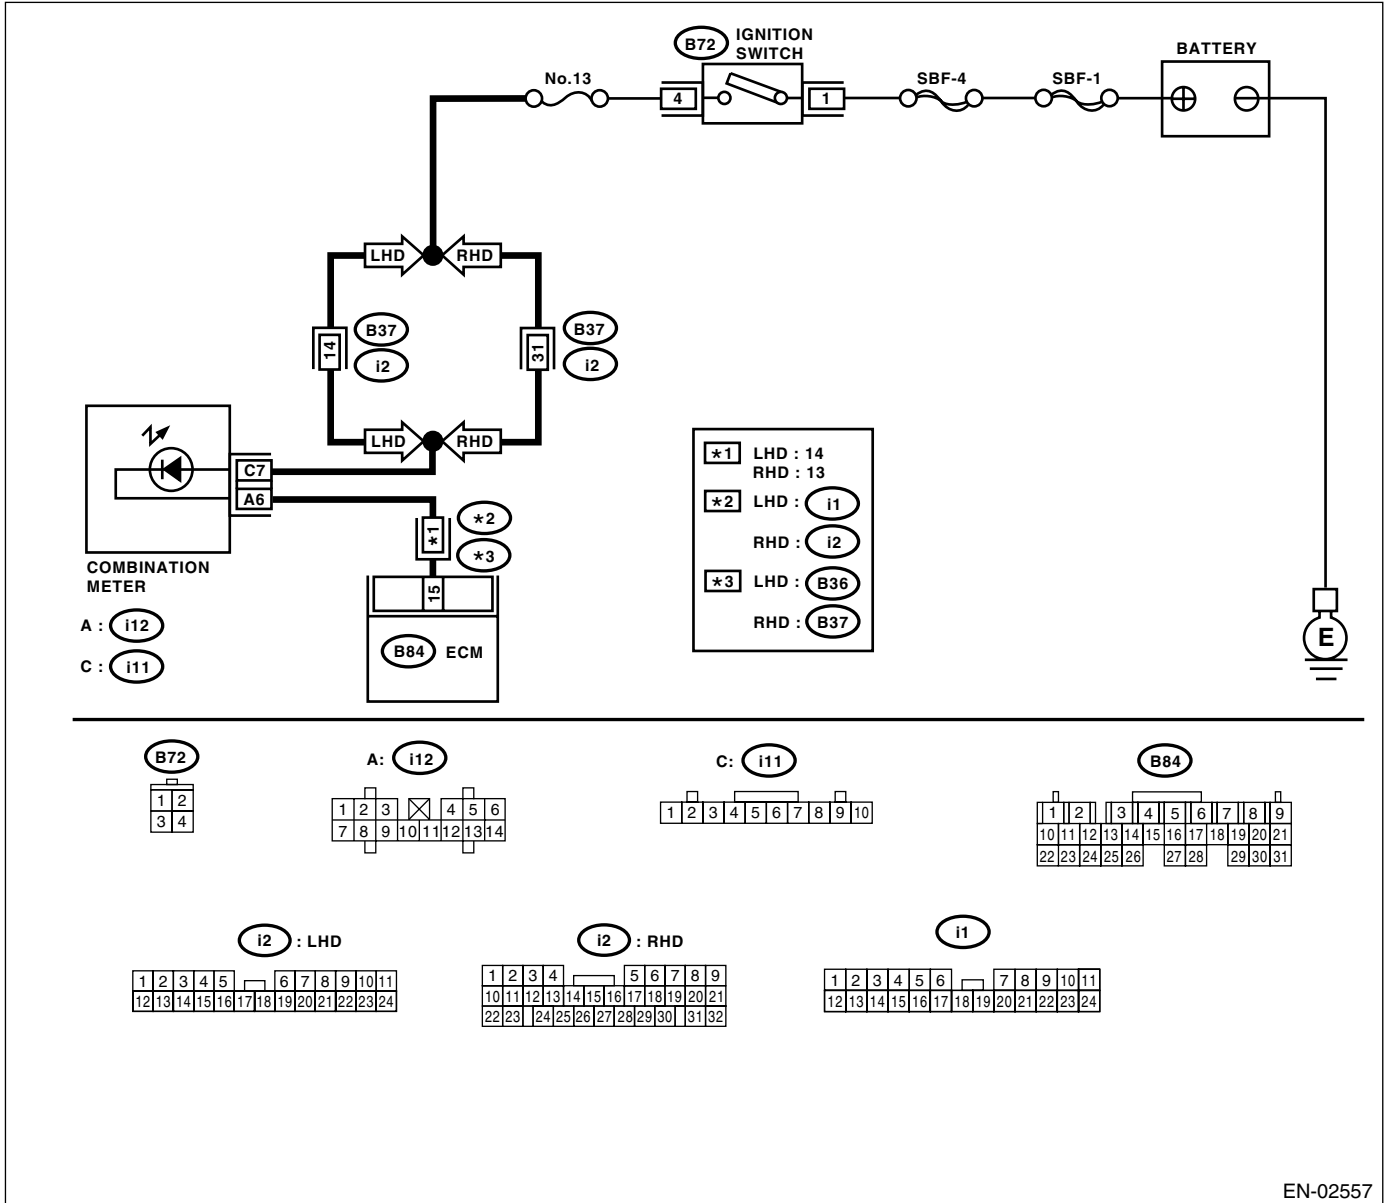 B72 IGNITION
SWITCH
BATTERY
No.13
4
1
SBF-4
SBF-1
LHD
RHD
14
B37
i2
31
B37
i2
LHD
RHD
C7
A6
COMBINATION
METER
A : i12
C : i11
*1
*2
*3
15
B84 ECM
*1 LHD : 14
RHD : 13
*2 LHD : i1
RHD : i2
*3 LHD : B36
RHD : B37
E
B72
1 2
3 4
A: i12
1 2 3 4 5 6
7 8 9 10 11 12 13 14
C: i11
1 2 3 4 5 6 7 8 9 10
B84
1 2 3 4 5 6 7 8 9
10 11 12 13 14 15 16 17 18 19 20 21
22 23 24 25 26 27 28 29 30 31
i2 : LHD
1 2 3 4 5 6 7 8 9 10 11
12 13 14 15 16 17 18 19 20 21 22 23 24
i2 : RHD
1 2 3 4 5 6 7 8 9
10 11 12 13 14 15 16 17 18 19 20 21
22 23 24 25 26 27 28 29 30 31 32
i1
1 2 3 4 5 6 7 8 9 10 11
12 13 14 15 16 17 18 19 20 21 22 23 24
EN-02557